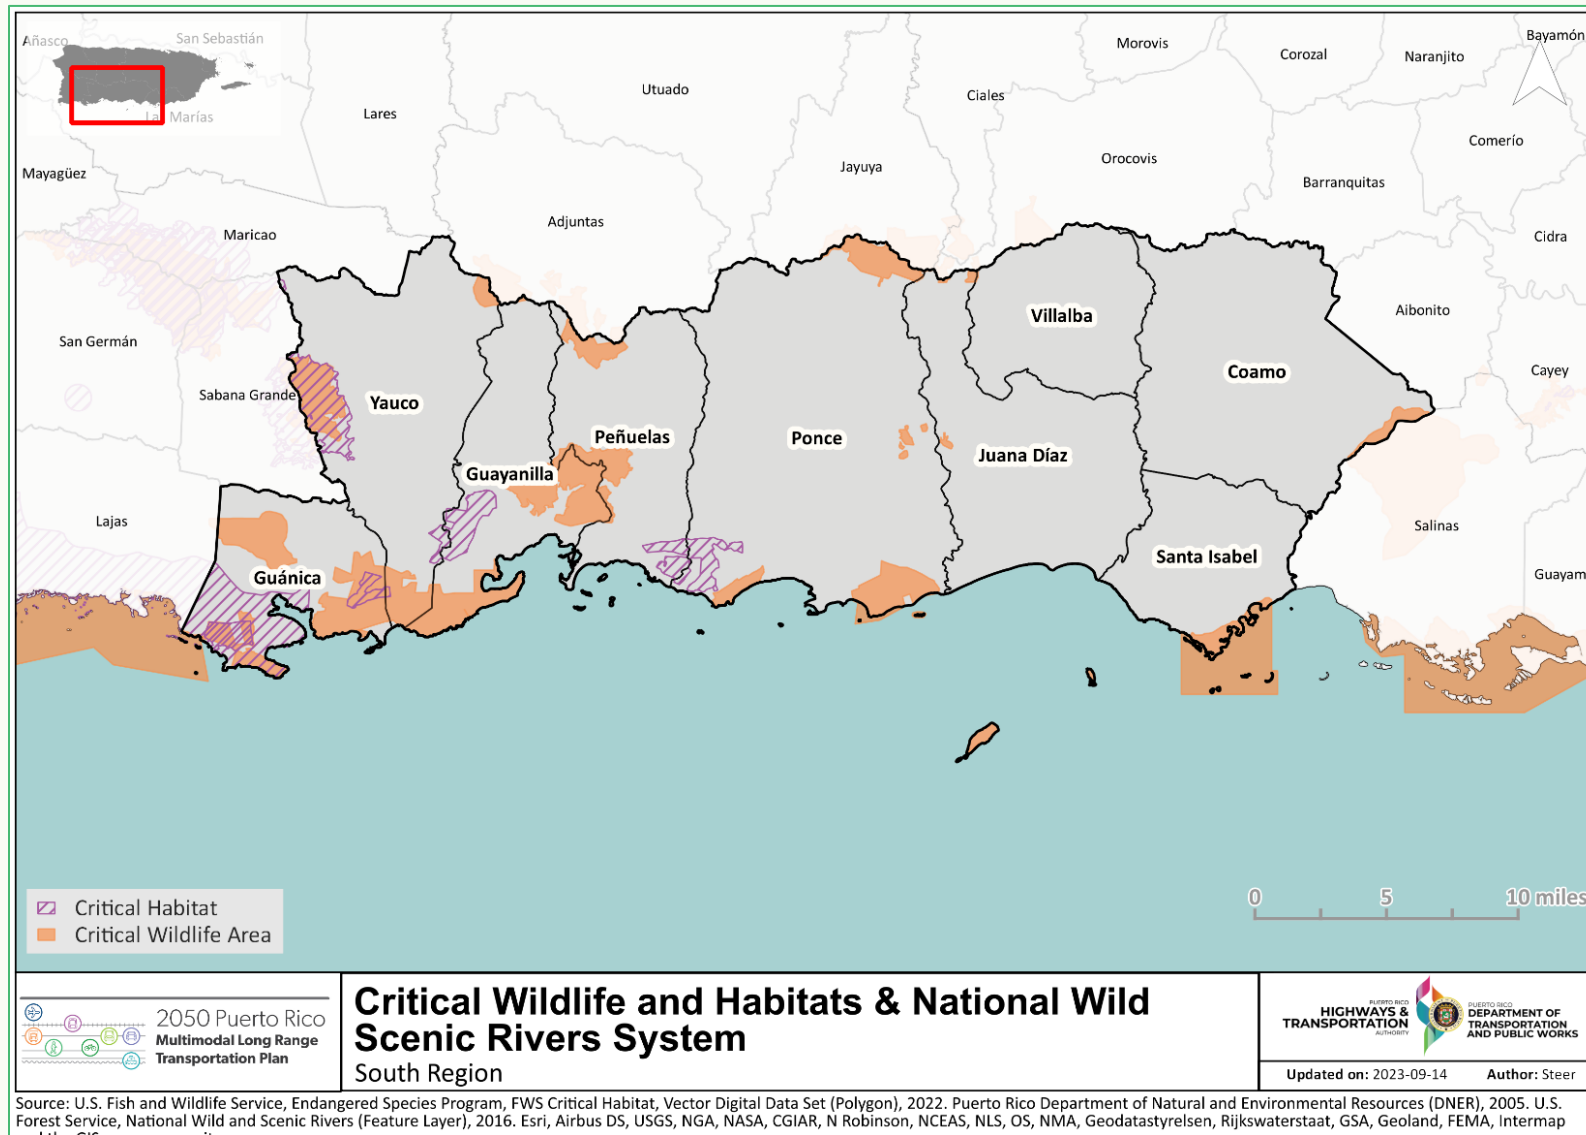 Añasco
San Sebastián
Las Marías
Mayagüez
Lares
Utuado
Ciales
Morovis
Corozal
Naranjito
Bayamón
Comerío
Orocovis
Barranquitas
Jayuya
Adjuntas
Maricao
Cidra
Aibonito
San Germán
Sabana Grande
Cayey
Villalba
Coamo
Yauco
Peñuelas
Ponce
Juana Díaz
Guayanilla
Lajas
Salinas
Guánica
Santa Isabel
Guayam
0 5 10 miles
Critical Habitat
Critical Wildlife Area
2050 Puerto Rico
Multimodal Long Range
Transportation Plan
Critical Wildlife and Habitats & National Wild
Scenic Rivers System
South Region
PUERTO RICO
HIGHWAYS &
TRANSPORTATION
AUTHORITY
PUERTO RICO
DEPARTMENT OF
TRANSPORTATION
AND PUBLIC WORKS
Updated on: 2023-09-14 Author: Steer
Source: U.S. Fish and Wildlife Service, Endangered Species Program, FWS Critical Habitat, Vector Digital Data Set (Polygon), 2022. Puerto Rico Department of Natural and Environmental Resources (DNER), 2005. U.S.
Forest Service, National Wild and Scenic Rivers (Feature Layer), 2016. Esri, Airbus DS, USGS, NGA, NASA, CGIAR, N Robinson, NCEAS, NLS, OS, NMA, Geodatastyrelsen, Rijkswaterstaat, GSA, Geoland, FEMA, Intermap